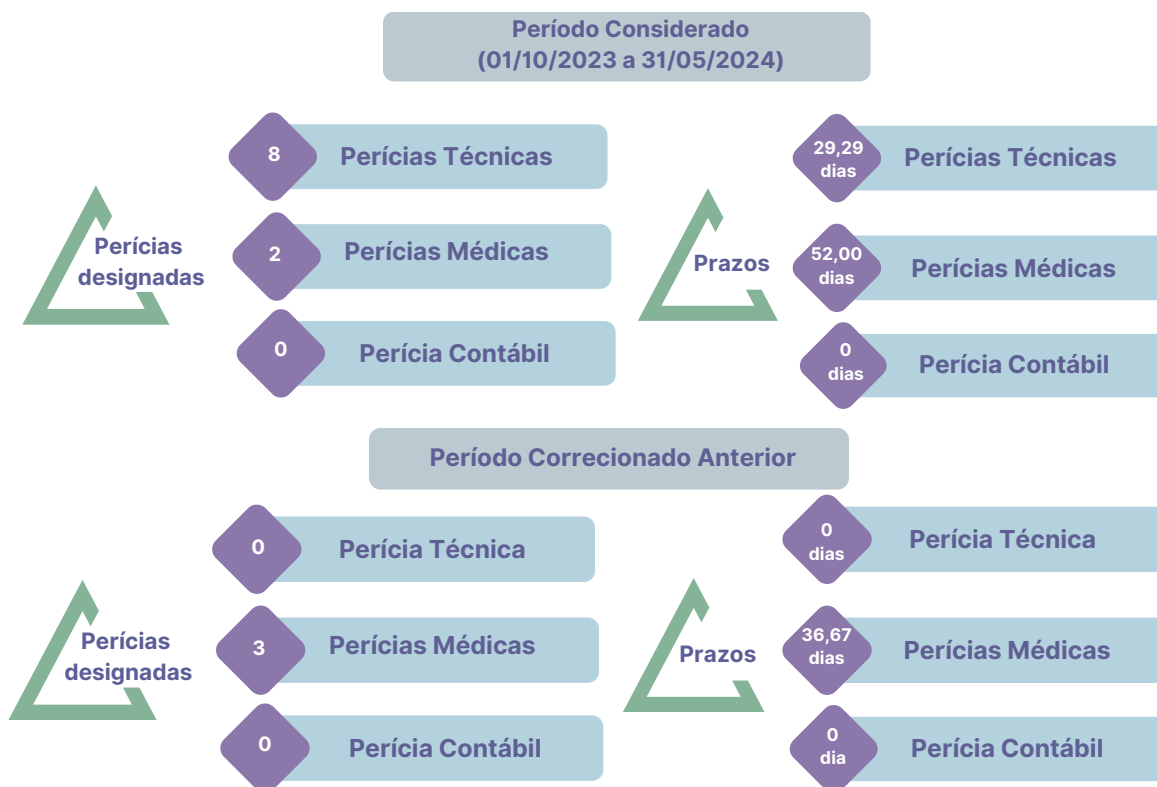 Período Considerado
(01/10/2023 a 31/05/2024)
Perícias
designadas
8
Perícias Técnicas
2
Perícias Médicas
0
Perícia Contábil
Prazos
29,29
dias
Perícias Técnicas
52,00
dias
Perícias Médicas
0
dias
Perícia Contábil
Período Correcionado Anterior
Perícias
designadas
0
Perícia Técnica
3
Perícias Médicas
0
Perícia Contábil
Prazos
0
dias
Perícia Técnica
36,67
dias
Perícias Médicas
0
dia
Perícia Contábil